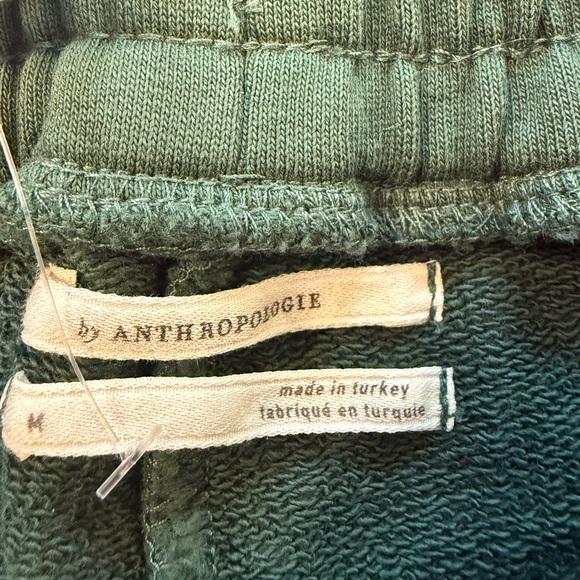 by ANTHROPOLOGIE
M
made in turkey
fabriqué en turquie